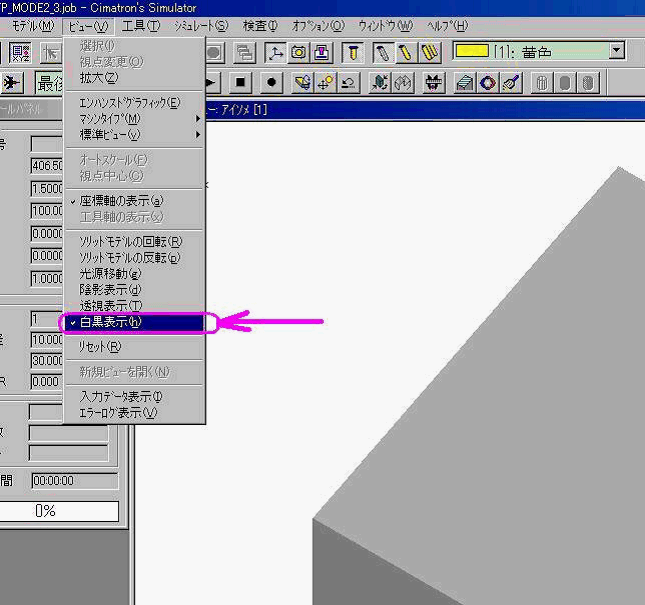 P_MODE2_3.job - Cimatron's Simulator
モデル(M) ビュー(V) 工具(T) シミュレート(S) 検査(I) オプション(O) ウィンドウ(W) ヘルプ(H)
[1]: 蕃色
最後
ュー: アイソメ [1]
選択(I)
視点変更(O)
拡大(Z)
エンハンストグラフィック(E)
マシンタイプ(M)
標準ビュー(v)
オートスケール(F)
視点中心(C)
座標軸の表示(a)
工具軸の表示(x)
ソリッドモデルの回転(R)
ソリッドモデルの反転(p)
光源移動(g)
陰影表示(d)
透視表示(T)
白黒表示(h)
リセット(R)
新規ビューを開く(N)
入力データ表示(I)
エラーログ表示(V)
ールパネル
号
406.50
1.5000
100.00
0.0000
0.0000
1.0000
1
径 10.000
30.000
R 0.000
数
間 00:00:00
0%